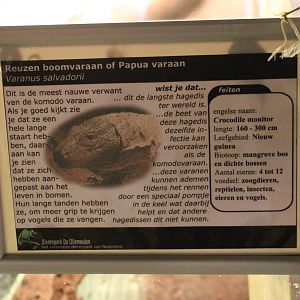 Reuzen boomvaraan of Papua varaan
Varanus salvadorii
Dit is de meest nauwe verwant
van de komodo varaan.
Als je goed kijkt zie
je dat ze een
hele lange
staart heb-
ben, daar-
aan kan
je zien
dat ze zich
hebben aan-
gepast aan het
leven in bomen.
Hun lange tanden hebben
ze, om meer grip te krijgen
op vogels die ze vangen.
wist je dat...
... dit de langste hagedis
ter wereld is.
... de beet van
deze hagedis
dezelfde in-
fectie kan
veroorzaken
als de
komodovaraan.
... deze varanen
kunnen ademen
tijdens het rennen
door een speciaal pompje
in de keel wat daarbij
helpt en dat andere
hagedissen dit niet kunnen.
feiten
engelse naam:
Crocodile monitor
lengte: 160 - 300 cm
Leefgebied: Nieuw
guinea
Biotoop: mangrove bos
en dichte bossen
Aantal eieren: 4 tot 12
voedsel: zoogdieren,
reptielen, insecten,
eieren en vogels.
Dierenpark De Oliemeulen